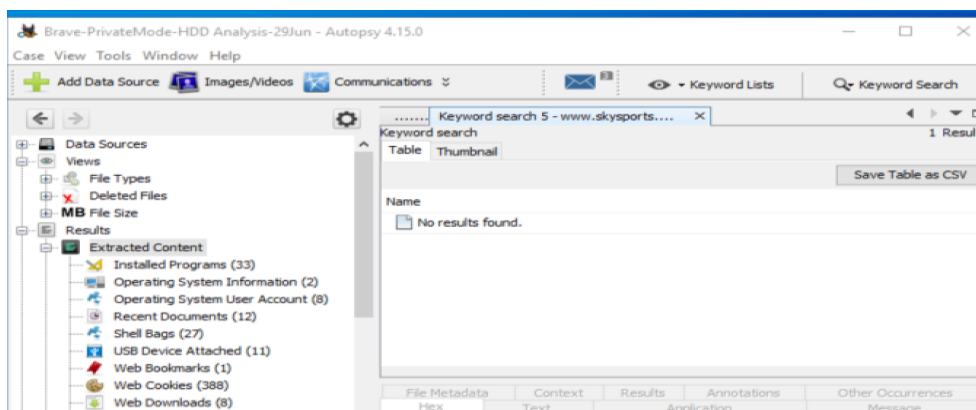 Brave-PrivateMode-HDD Analysis-29Jun - Autopsy 4.15.0
Case View Tools Window Help
Add Data Source Images/Videos Communications Keyword Lists Keyword Search
........ Keyword search 5 - www.skysports....
Keyword search 1 Resul
Table Thumbnail
Save Table as CSV
Name
No results found.
Data Sources
Views
File Types
Deleted Files
MB File Size
Results
Extracted Content
Installed Programs (33)
Operating System Information (2)
Operating System User Account (8)
Recent Documents (12)
Shell Bags (27)
USB Device Attached (11)
Web Bookmarks (1)
Web Cookies (388)
Web Downloads (8)
File Metadata Context Results Annotations Other Occurrences
Hex Text Application Message